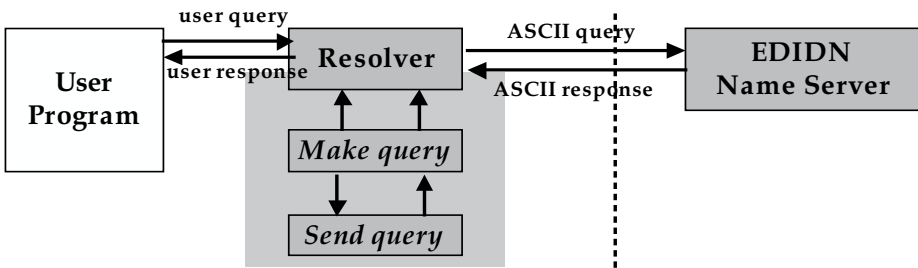 user query
ASCII query
User
Program
Resolver
EDIDN
Name Server
user response
ASCII response
Make query
Send query